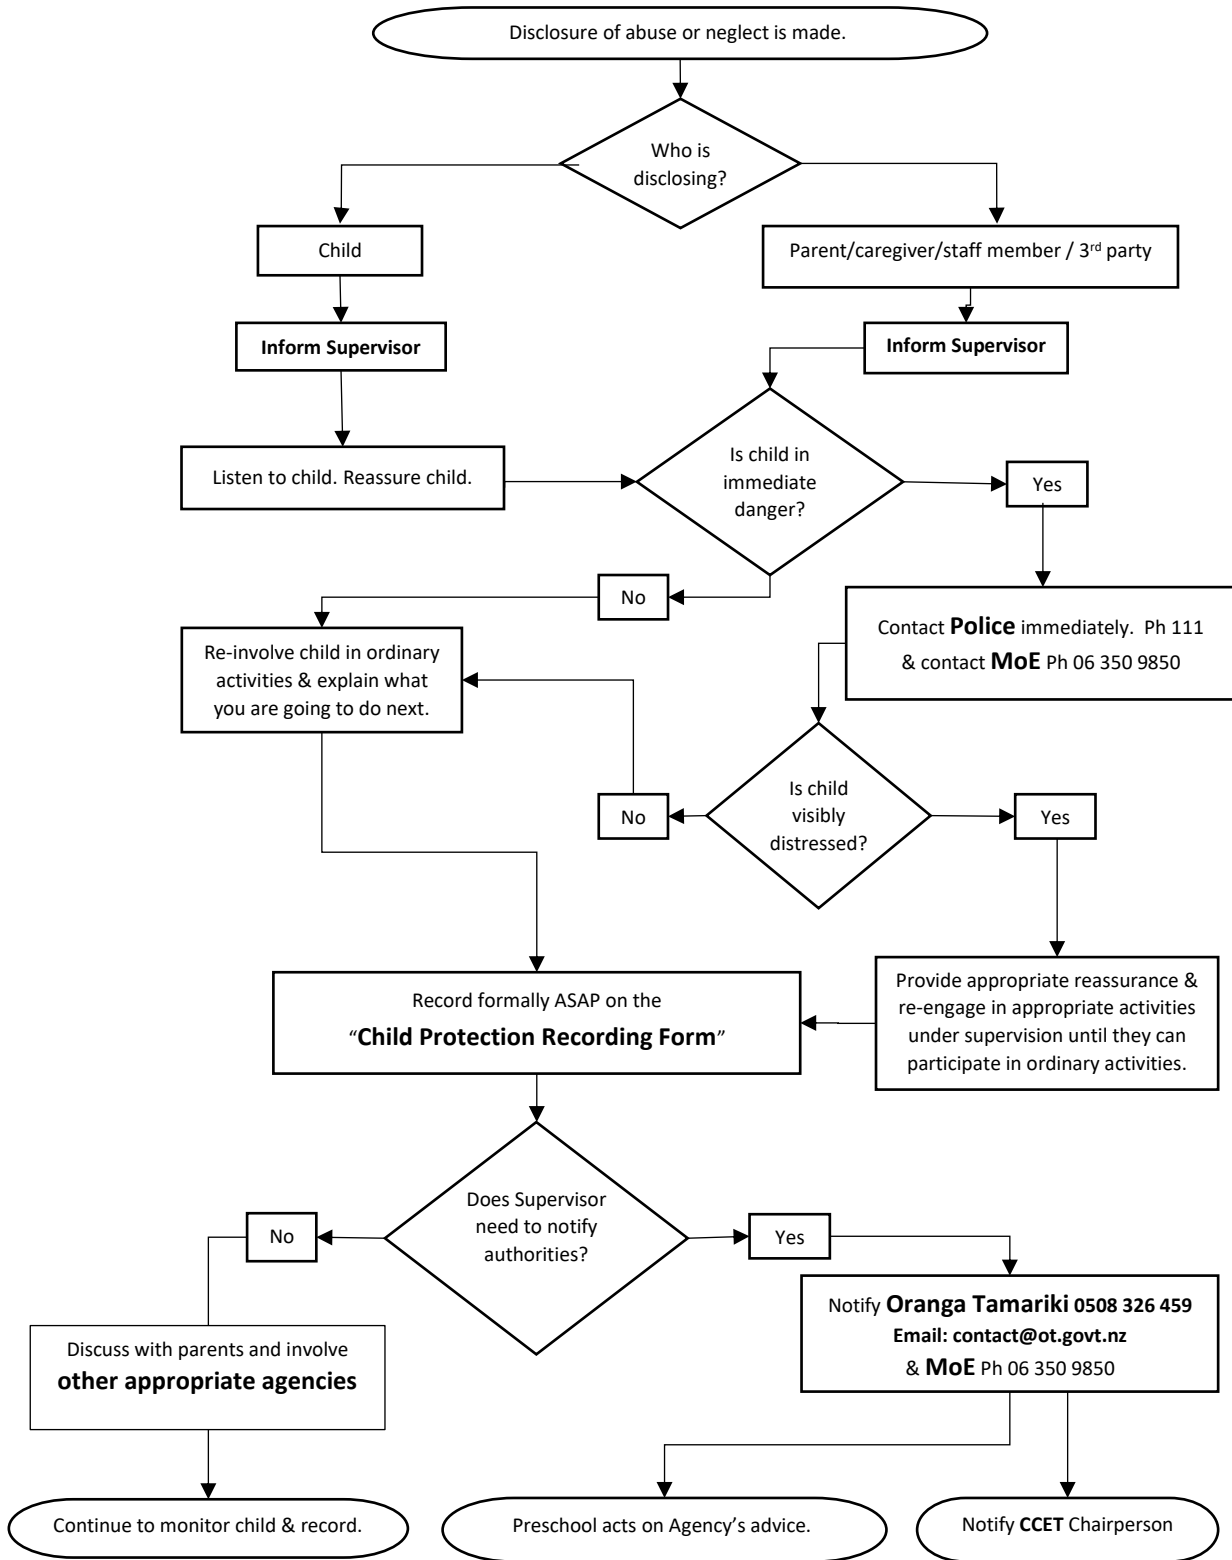 Disclosure of abuse or neglect is made.
Who is
disclosing?
Child
Parent/caregiver/staff member / 3rd party
Inform Supervisor
Inform Supervisor
Listen to child. Reassure child.
Is child in
immediate
danger?
Yes
No
Contact Police immediately.  Ph 111
& contact MoE Ph 06 350 9850
Re-involve child in ordinary
activities & explain what
you are going to do next.
Is child
visibly
distressed?
No
Yes
Provide appropriate reassurance &
re-engage in appropriate activities
under supervision until they can
participate in ordinary activities.
Record formally ASAP on the
“Child Protection Recording Form”
Does Supervisor
need to notify
authorities?
No
Yes
Notify Oranga Tamariki 0508 326 459
Email: contact@ot.govt.nz
& MoE Ph 06 350 9850
Discuss with parents and involve
other appropriate agencies
Continue to monitor child & record.
Preschool acts on Agency’s advice.
Notify CCET Chairperson